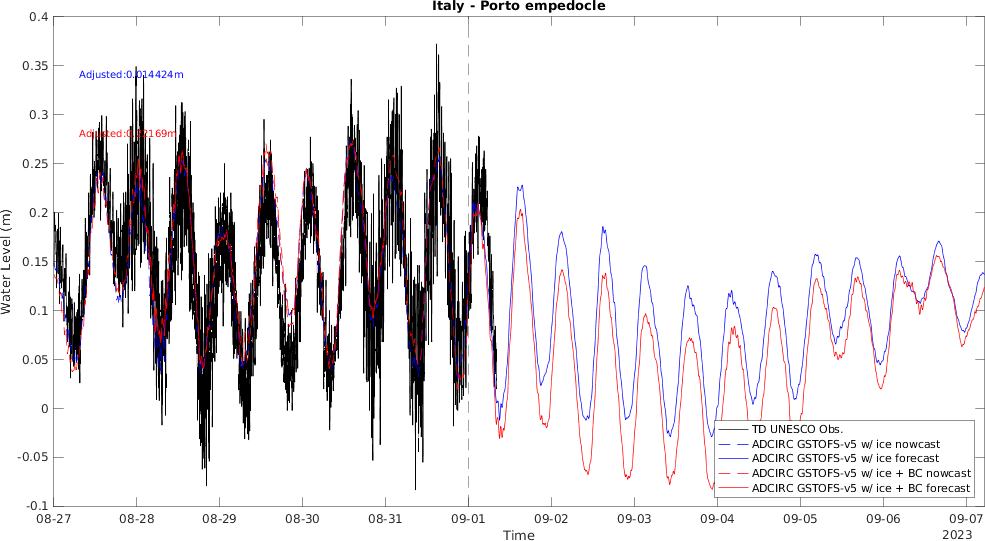 Italy - Porto empedocle
Water Level (m)
0.4
0.35
0.3
0.25
0.2
0.15
0.1
0.05
0
-0.05
-0.1
Adjusted:0.014424m
TD UNESCO Obs.
ADCIRC GSTOFS-v5 w/ ice nowcast
ADCIRC GSTOFS-v5 w/ ice forecast
ADCIRC GSTOFS-v5 w/ ice + BC nowcast
ADCIRC GSTOFS-v5 w/ ice + BC forecast
08-27
08-28
08-29
08-30
08-31
09-01
09-02
09-03
09-04
09-05
09-06
09-07
Time
2023